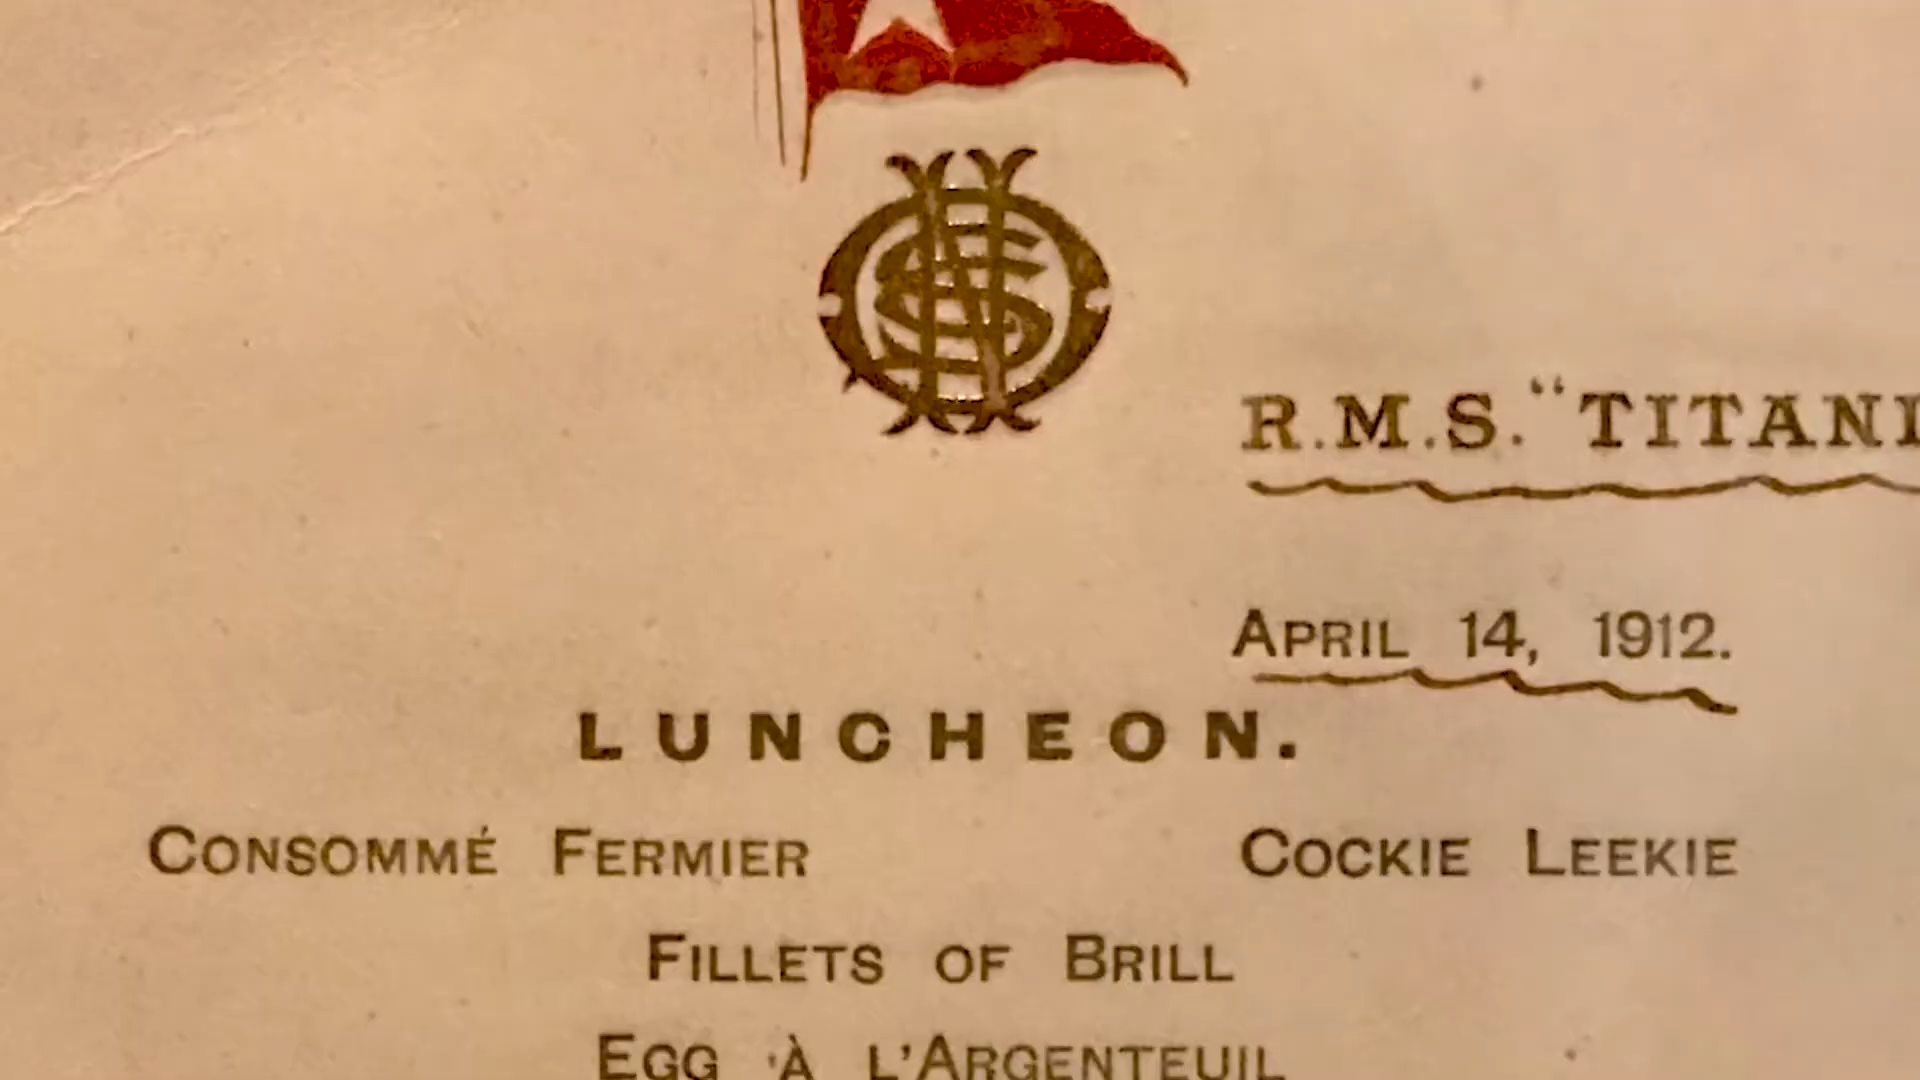 R.M.S. "TITANI
APRIL 14, 1912.
LUNCHEON.
CONSOMMÉ FERMIER COCKIE LEEKIE
FILLETS OF BRILL
EGG À L'ARGENTEUIL